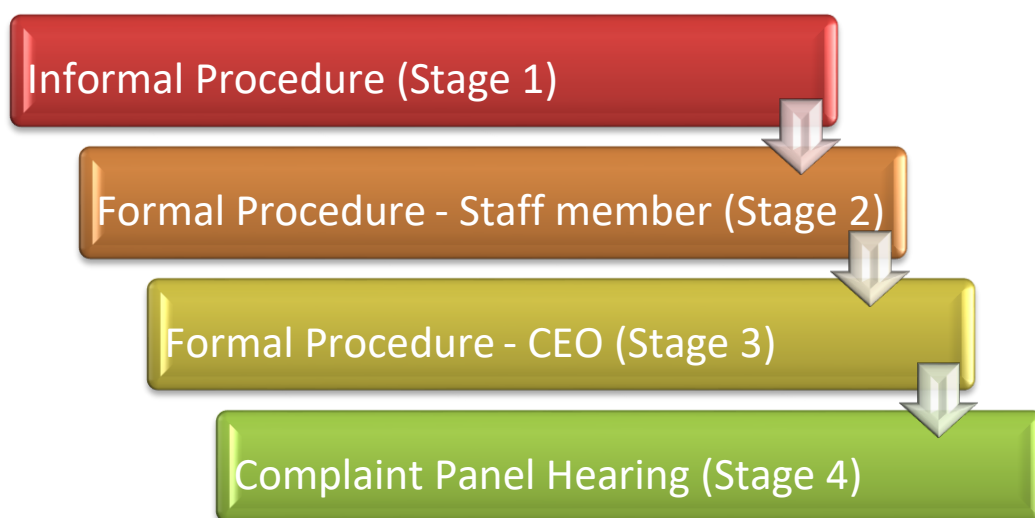 Informal Procedure (Stage 1)
Formal Procedure - Staff member (Stage 2)
Formal Procedure - CEO (Stage 3)
Complaint Panel Hearing (Stage 4)